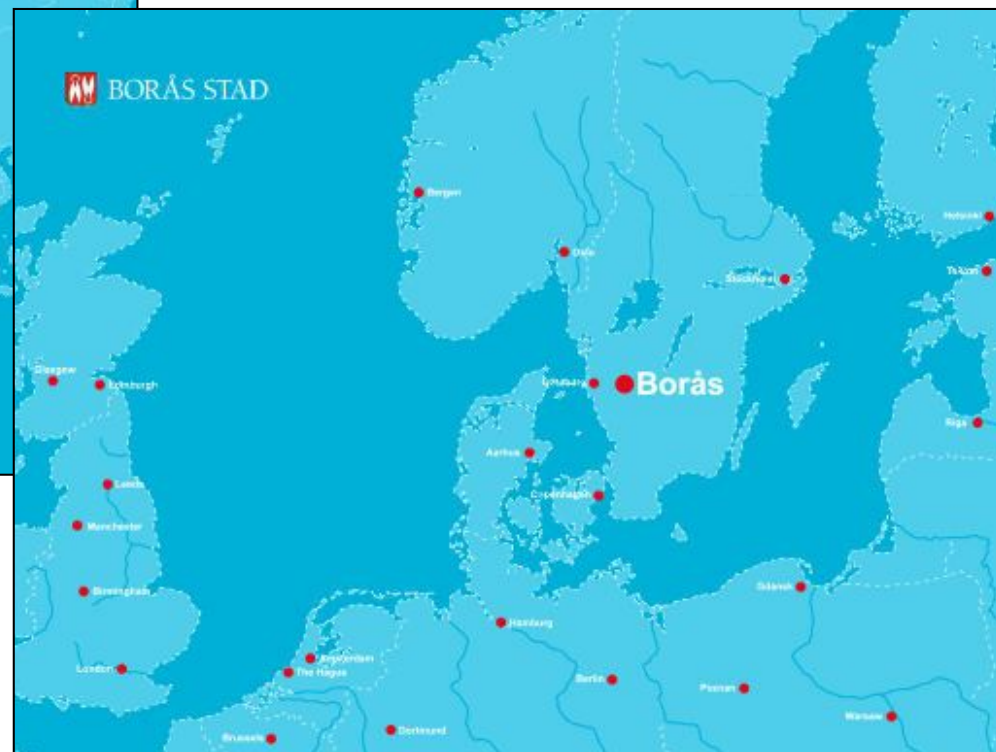 BORÅS STAD
Bergen
Helsinki
Oslo
Tallinn
Stockholm
Glasgow
Edinburgh
Göteborg
Borås
Riga
Aarhus
Leeds
Copenhagen
Manchester
Gdansk
Birmingham
Hamburg
Amsterdam
London
The Hague
Berlin
Poznan
Warsaw
Dortmund
Brussels